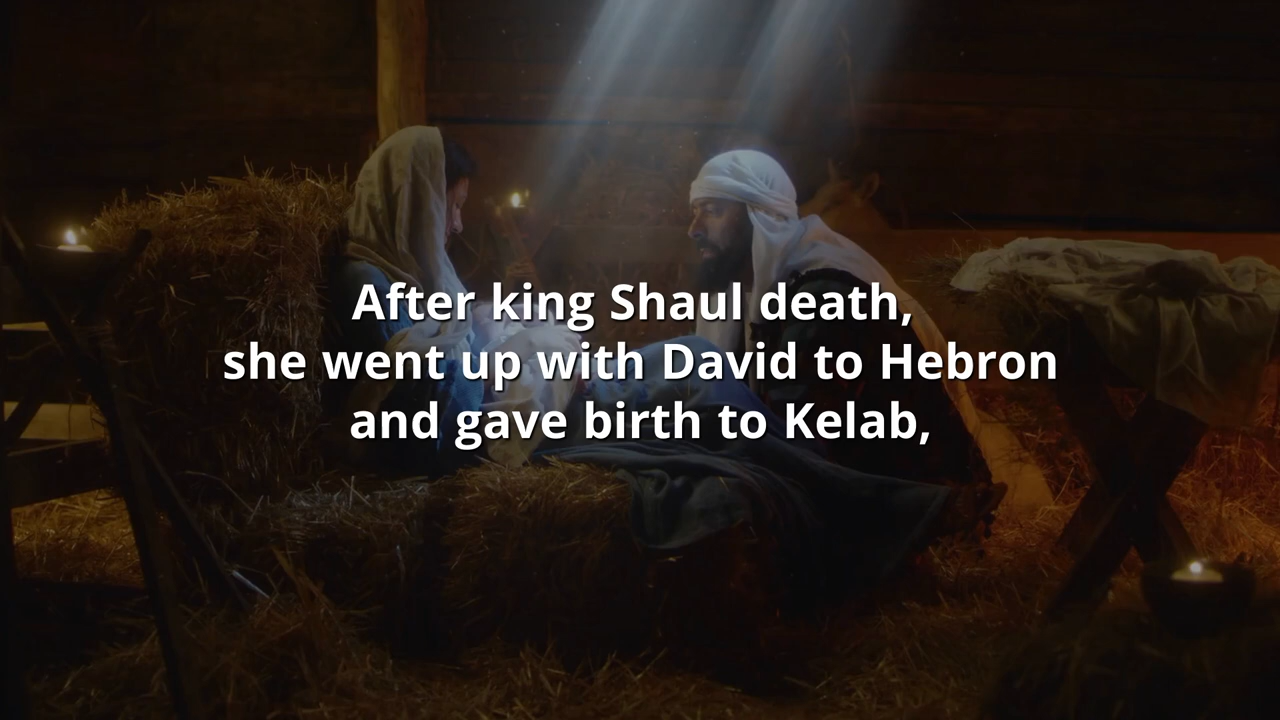 After king Shaul death,
she went up with David to Hebron
and gave birth to Kelab,